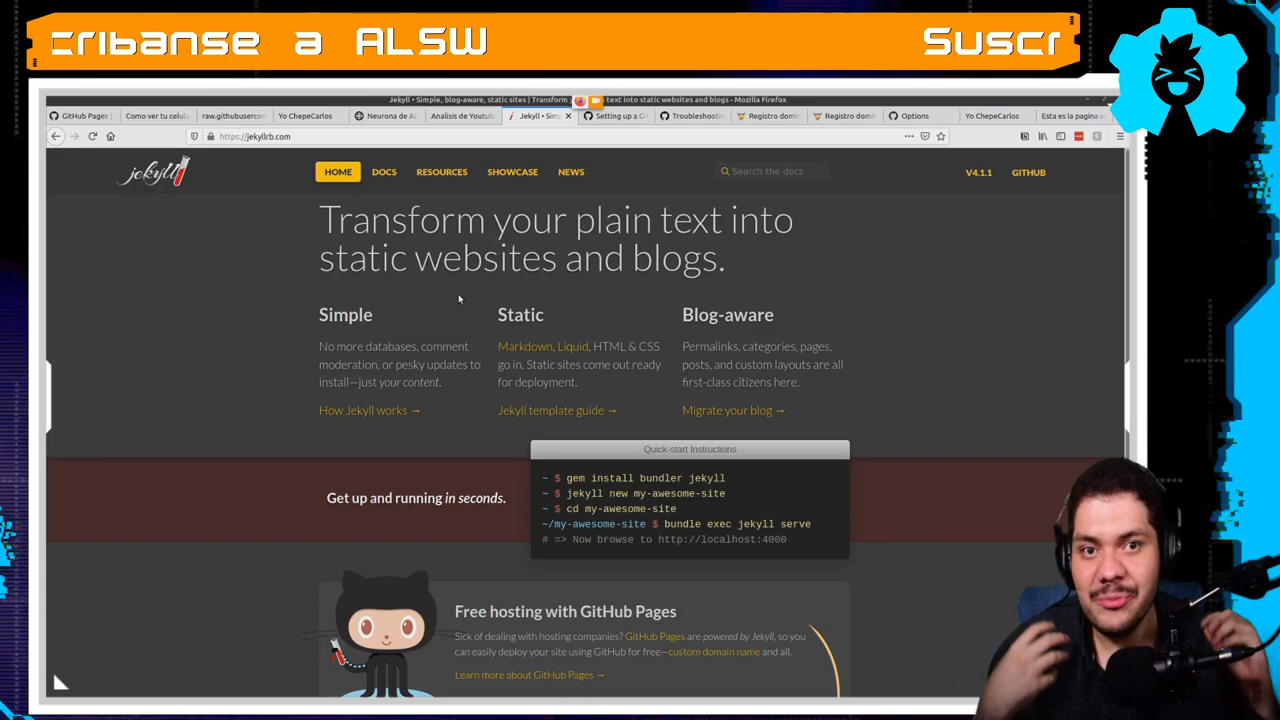 cribanse a ALSW
Suscr
Jekyll • Simple, blog-aware, static sites | Transform y te text into static websites and blogs - Mozilla Firefox
GitHub Pages
Como ver tu celula
raw.githubusercon
Yo ChepeCarlos
Neurona de AL
Analisis de Youtub
Jekyll • Simp
Setting up a Gi
Troubleshootin
Registro domin
Registro domin
Options
Yo ChepeCarlos
Esta es la pagina se
https://jekyllrb.com
jekyll
HOME
DOCS
RESOURCES
SHOWCASE
NEWS
Search the docs
V4.1.1
GITHUB
Transform your plain text into
static websites and blogs.
Simple
No more databases, comment
moderation, or pesky updates to
install—just your content.
How Jekyll works →
Static
Markdown, Liquid, HTML & CSS
go in. Static sites come out ready
for deployment.
Jekyll template guide →
Blog-aware
Permalinks, categories, pages,
posts, and custom layouts are all
first-class citizens here.
Migrate your blog →
Get up and running in seconds.
Quick-start Instructions
~ $ gem install bundler jekyll
~ $ jekyll new my-awesome-site
~ $ cd my-awesome-site
~/my-awesome-site $ bundle exec jekyll serve
# => Now browse to http://localhost:4000
Free hosting with GitHub Pages
Sick of dealing with hosting companies? GitHub Pages are powered by Jekyll, so you
can easily deploy your site using GitHub for free—custom domain name and all.
Learn more about GitHub Pages →